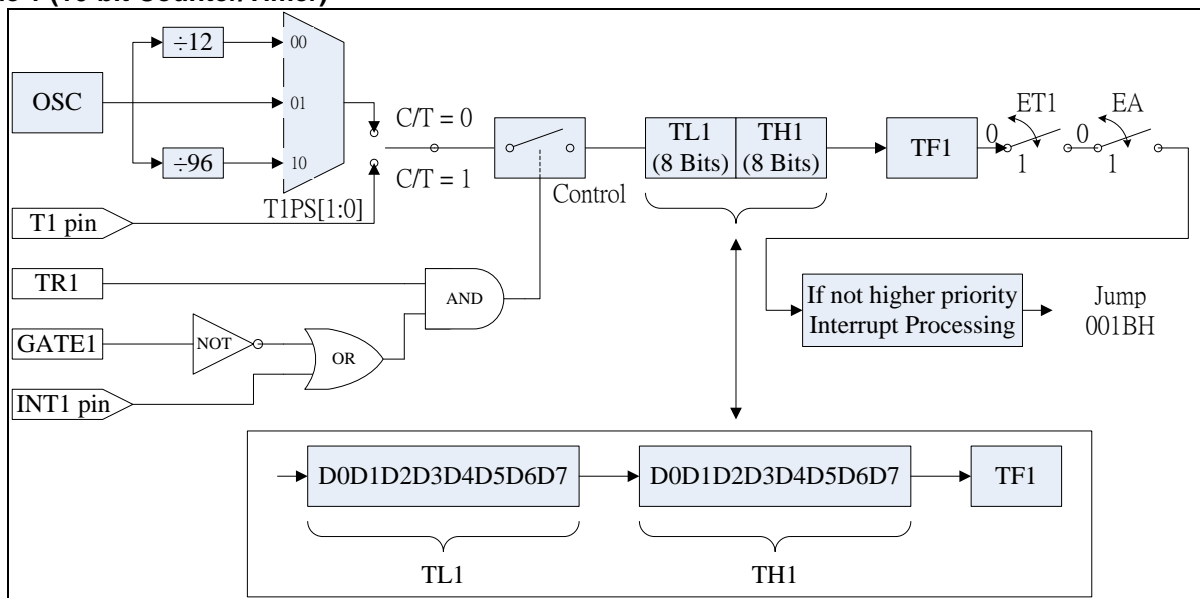 ÷12
00
OSC
01
÷96
10
T1PS[1:0]
C/T = 0
C/T = 1
Control
TL1
(8 Bits)
TH1
(8 Bits)
TF1
ET1
0
1
EA
0
1
T1 pin
TR1
GATE1
INT1 pin
NOT
OR
AND
If not higher priority
Interrupt Processing
Jump
001BH
D0D1D2D3D4D5D6D7
D0D1D2D3D4D5D6D7
TF1
TL1
TH1